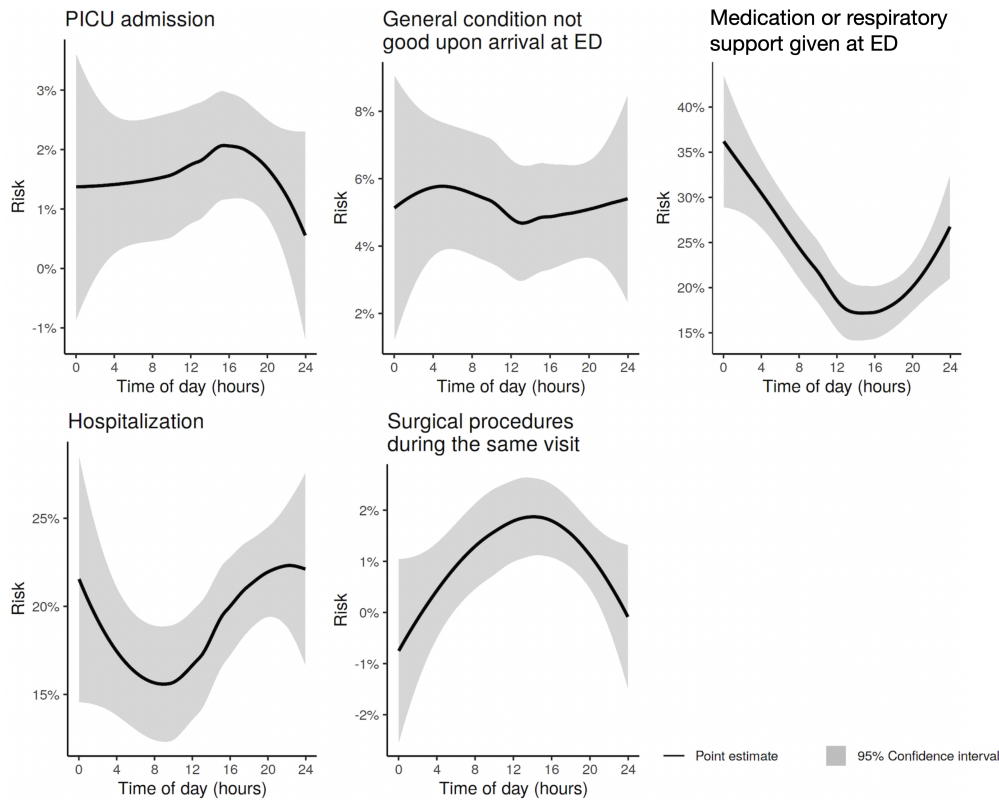 PICU admission
Risk
3%
2%
1%
0%
-1%
0 4 8 12 16 20 24
Time of day (hours)
General condition not
good upon arrival at ED
Risk
8%
6%
4%
2%
0 4 8 12 16 20 24
Time of day (hours)
Medication or respiratory
support given at ED
Risk
40%
35%
30%
25%
20%
15%
0 4 8 12 16 20 24
Time of day (hours)
Hospitalization
Risk
25%
20%
15%
0 4 8 12 16 20 24
Time of day (hours)
Surgical procedures
during the same visit
Risk
2%
1%
0%
-1%
-2%
0 4 8 12 16 20 24
Time of day (hours)
Point estimate
95% Confidence interval